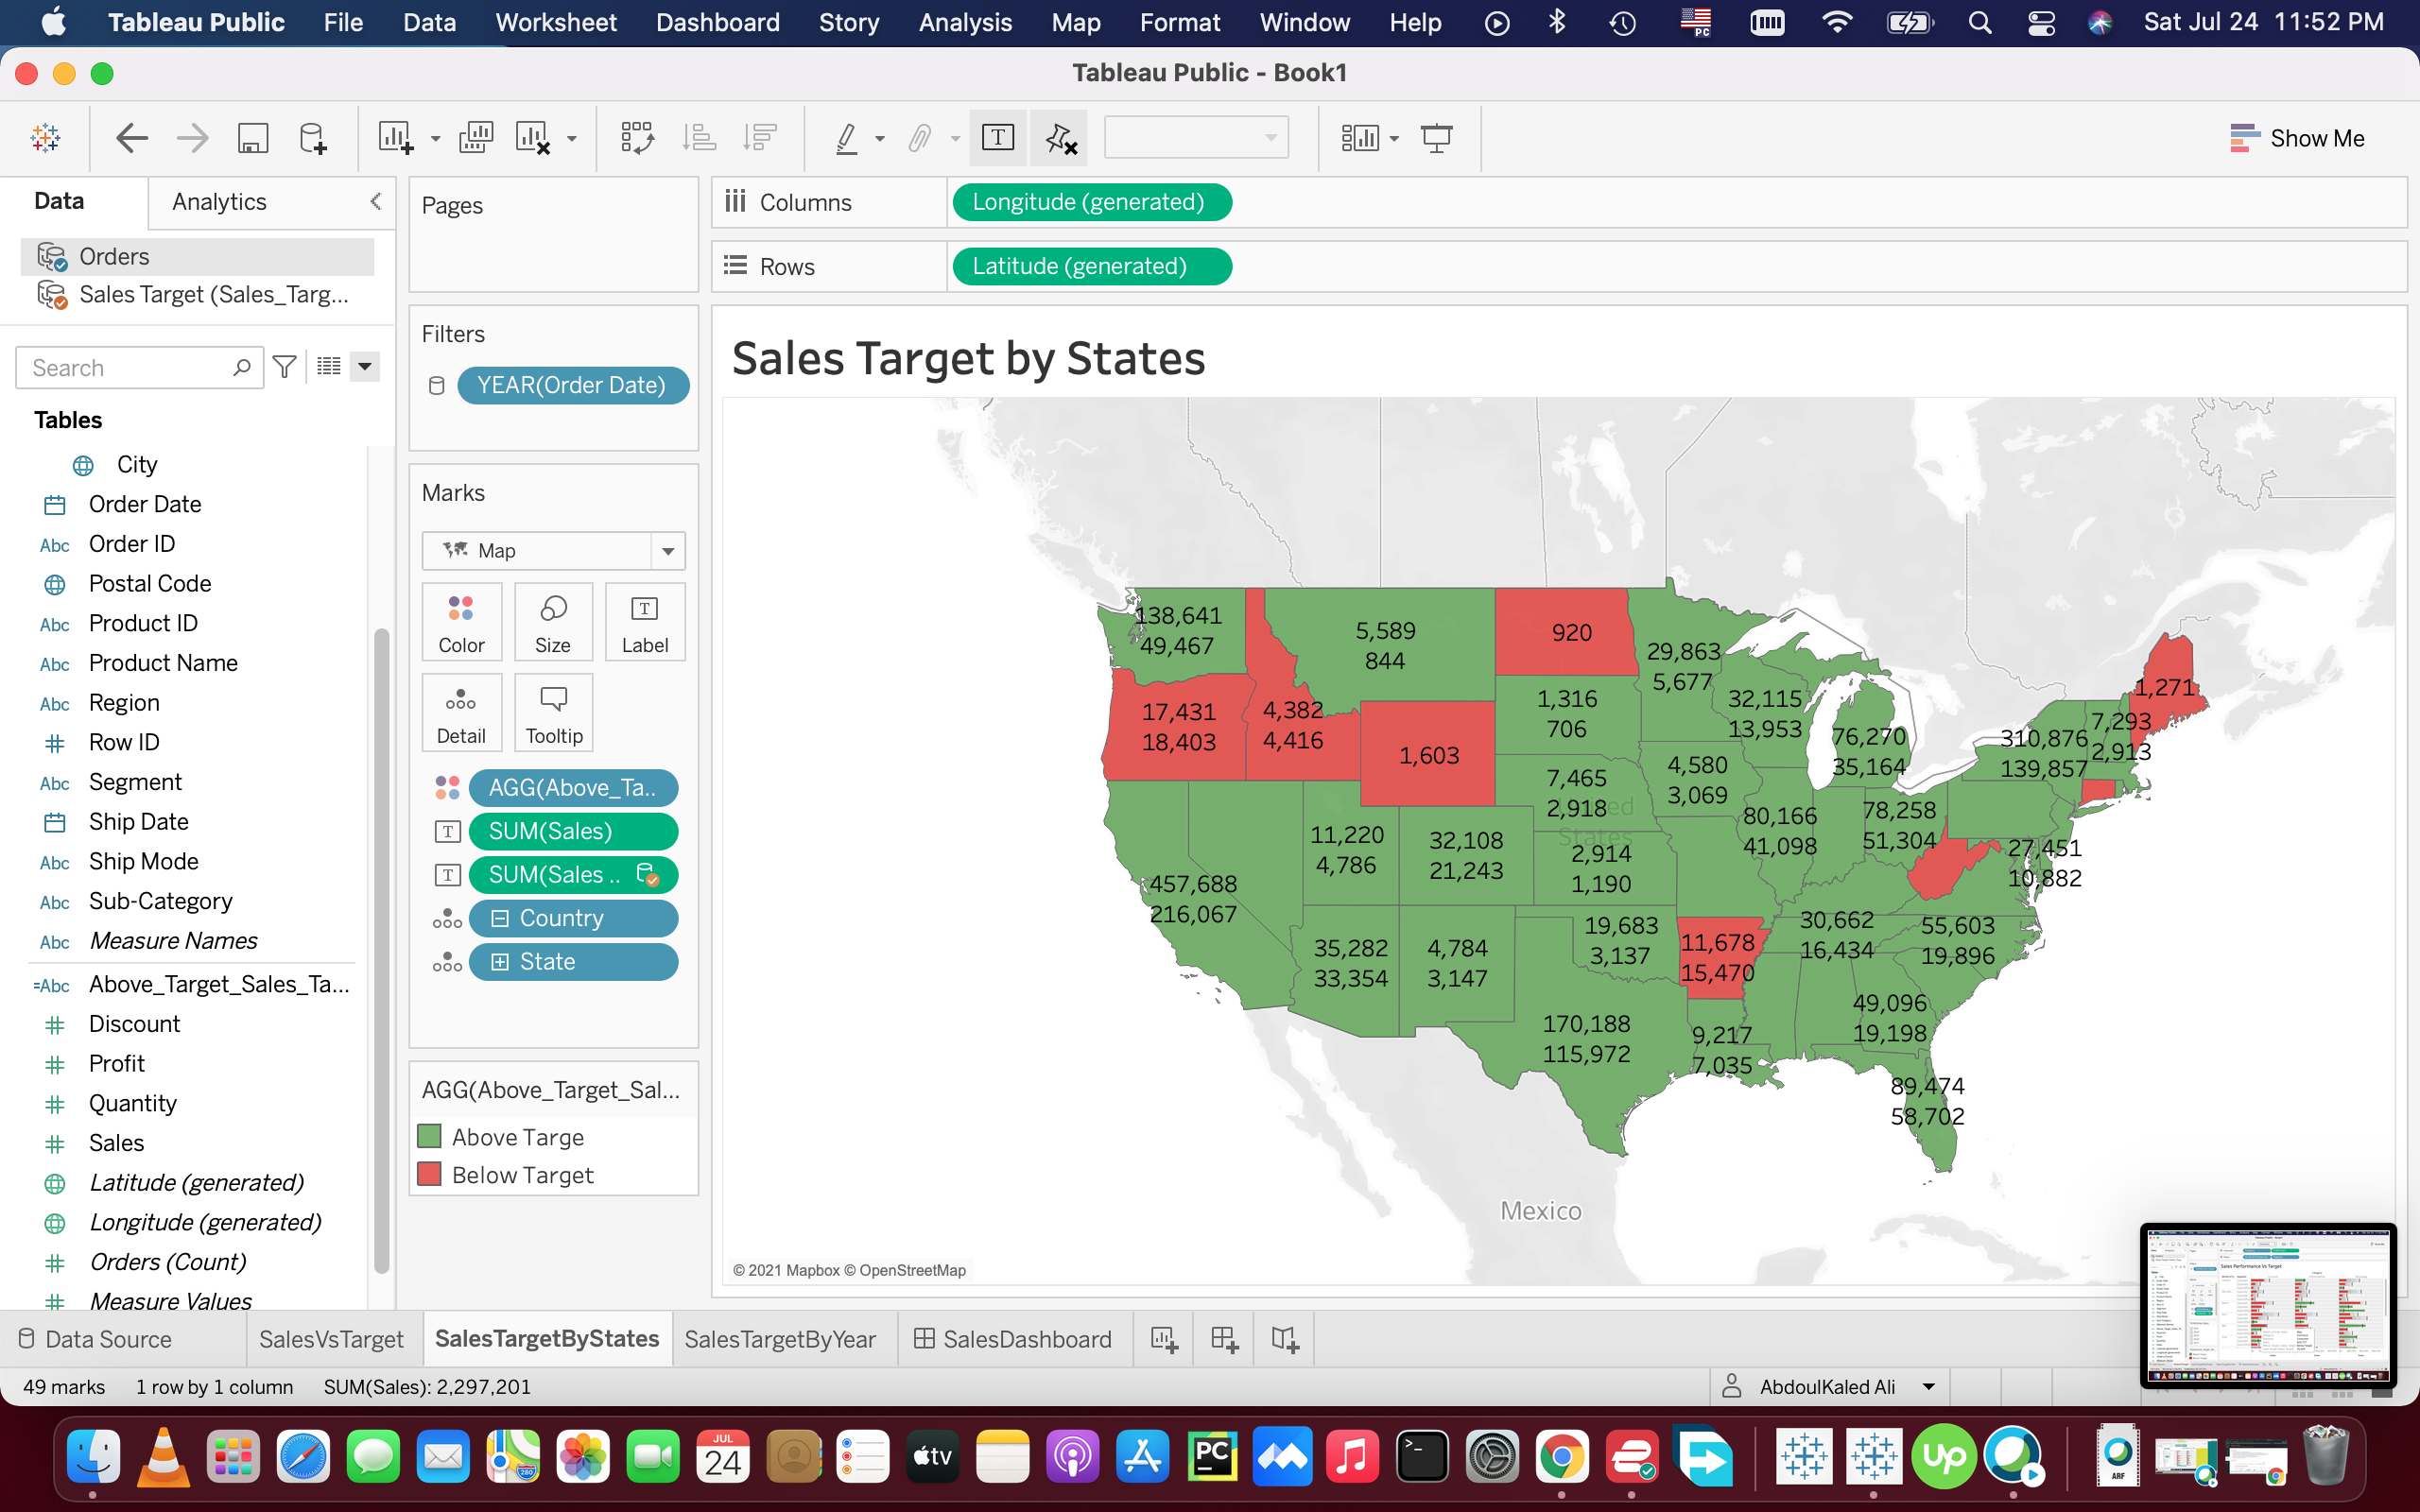 Tableau Public File Data Worksheet Dashboard Story Analysis Map Format Window Help PC Sat Jul 24 11:52 PM
Tableau Public - Book1
T
Show Me
Data Analytics
Orders
Sales Target (Sales_Targ...
Search
Tables
City
Order Date
Abc Order ID
Postal Code
Abc Product ID
Abc Product Name
Abc Region
Row ID
Abc Segment
Ship Date
Abc Ship Mode
Abc Sub-Category
Abc Measure Names
=Abc Above_Target_Sales_Ta...
Discount
Profit
Quantity
Sales
Latitude (generated)
Longitude (generated)
Orders (Count)
Measure Values
Pages
Filters
YEAR(Order Date)
Marks
Map
Color Size T Label
Detail Tooltip
AGG(Above_Ta..
T SUM(Sales)
T SUM(Sales ..
Country
State
AGG(Above_Target_Sal...
Above Targe
Below Target
Columns Longitude (generated)
Rows Latitude (generated)
Sales Target by States
138,641
49,467
5,589
844
920
29,863
5,677
17,431
18,403
4,382
4,416
1,603
1,316
706
32,115
13,953
76,270
35,164
310,876
139,857
7,293
2,913
1,271
7,465
2,918
United
States
4,580
3,069
80,166
41,098
78,258
51,304
27,451
10,882
11,220
4,786
32,108
21,243
2,914
1,190
457,688
216,067
35,282
33,354
4,784
3,147
19,683
3,137
11,678
15,470
30,662
16,434
55,603
19,896
49,096
19,198
170,188
115,972
9,217
7,035
89,474
58,702
Mexico
© 2021 Mapbox © OpenStreetMap
Data Source SalesVsTarget SalesTargetByStates SalesTargetByYear SalesDashboard
49 marks 1 row by 1 column SUM(Sales): 2,297,201 AbdoulKaled Ali
Sales Performance Vs Target
280
JUL
24
tv
PC
>_
up
ARF